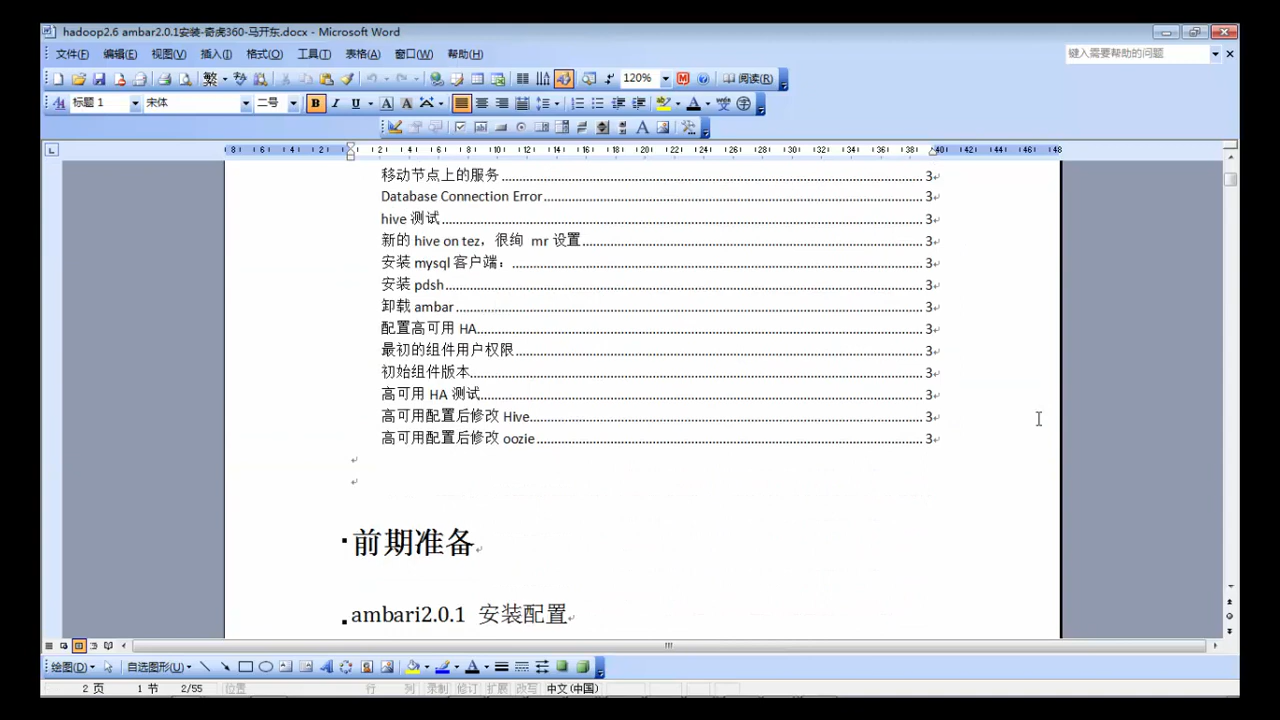 hadoop2.6 ambar2.0.1安装-奇虎360-马开东.docx - Microsoft Word
文件(F) 编辑(E) 视图(V) 插入(I) 格式(O) 工具(T) 表格(A) 窗口(W) 帮助(H) 键入需要帮助的问题
繁 120% 阅读(R)
标题 1 宋体 二号 B I U A A A
移动节点上的服务 3
Database Connection Error 3
hive 测试 3
新的 hive on tez，很绚 mr 设置 3
安装 mysql 客户端： 3
安装 pdsh 3
卸载 ambar 3
配置高可用 HA 3
最初的组件用户权限 3
初始组件版本 3
高可用 HA 测试 3
高可用配置后修改 Hive 3
高可用配置后修改 oozie 3
前期准备
ambari2.0.1 安装配置
绘图(D) 自选图形(U)
2 页 1 节 2/55 位置 行 列 录制 修订 扩展 改写 中文(中国)